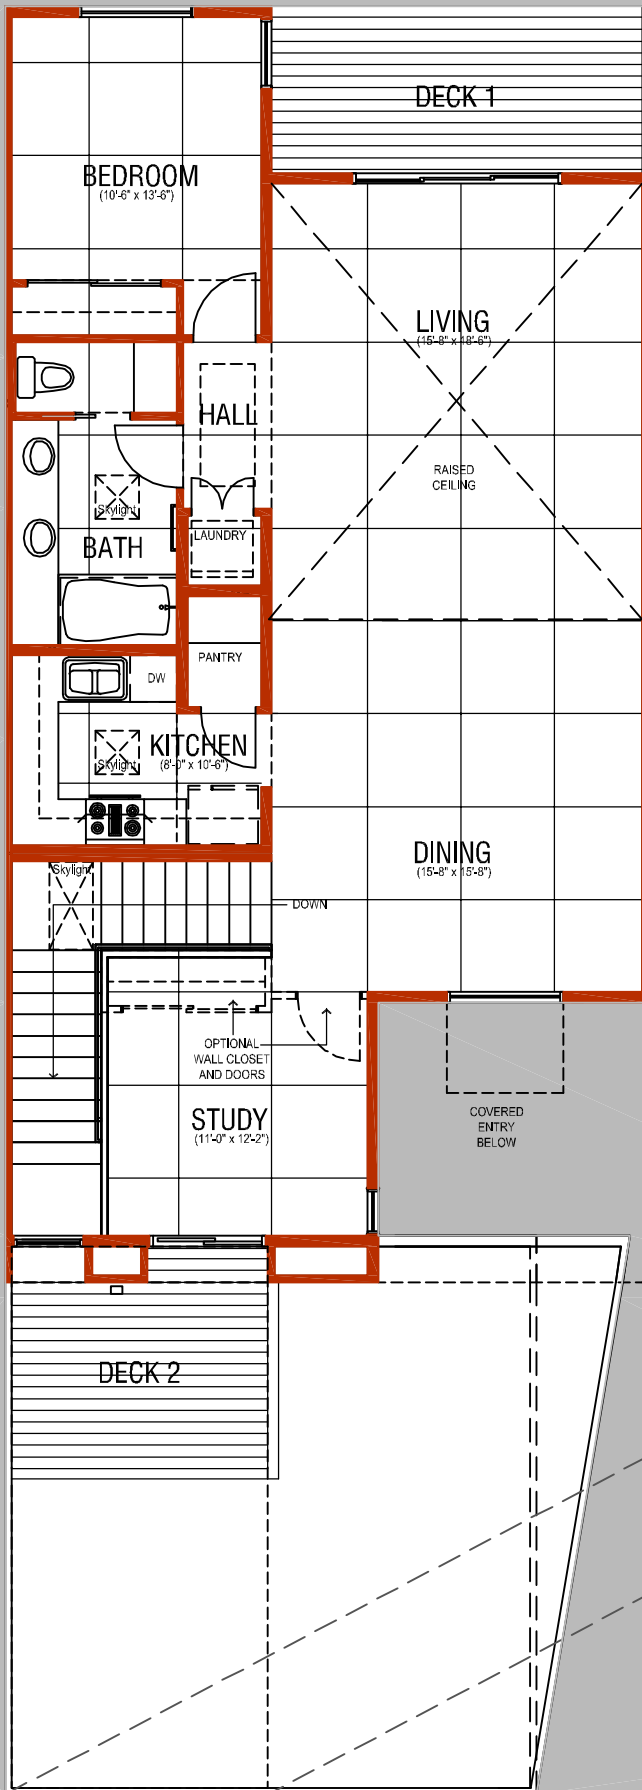 DECK 1
BEDROOM
(10'-6" x 13'-6")
LIVING
(15'-8" x 18'-6")
HALL
RAISED
CEILING
Skylight
LAUNDRY
BATH
PANTRY
DW
KITCHEN
(8'-0" x 10'-6")
Skylight
DINING
(15'-8" x 15'-8")
Skylight
DOWN
OPTIONAL
WALL CLOSET
AND DOORS
STUDY
(11'-0" x 12'-2")
COVERED
ENTRY
BELOW
DECK 2